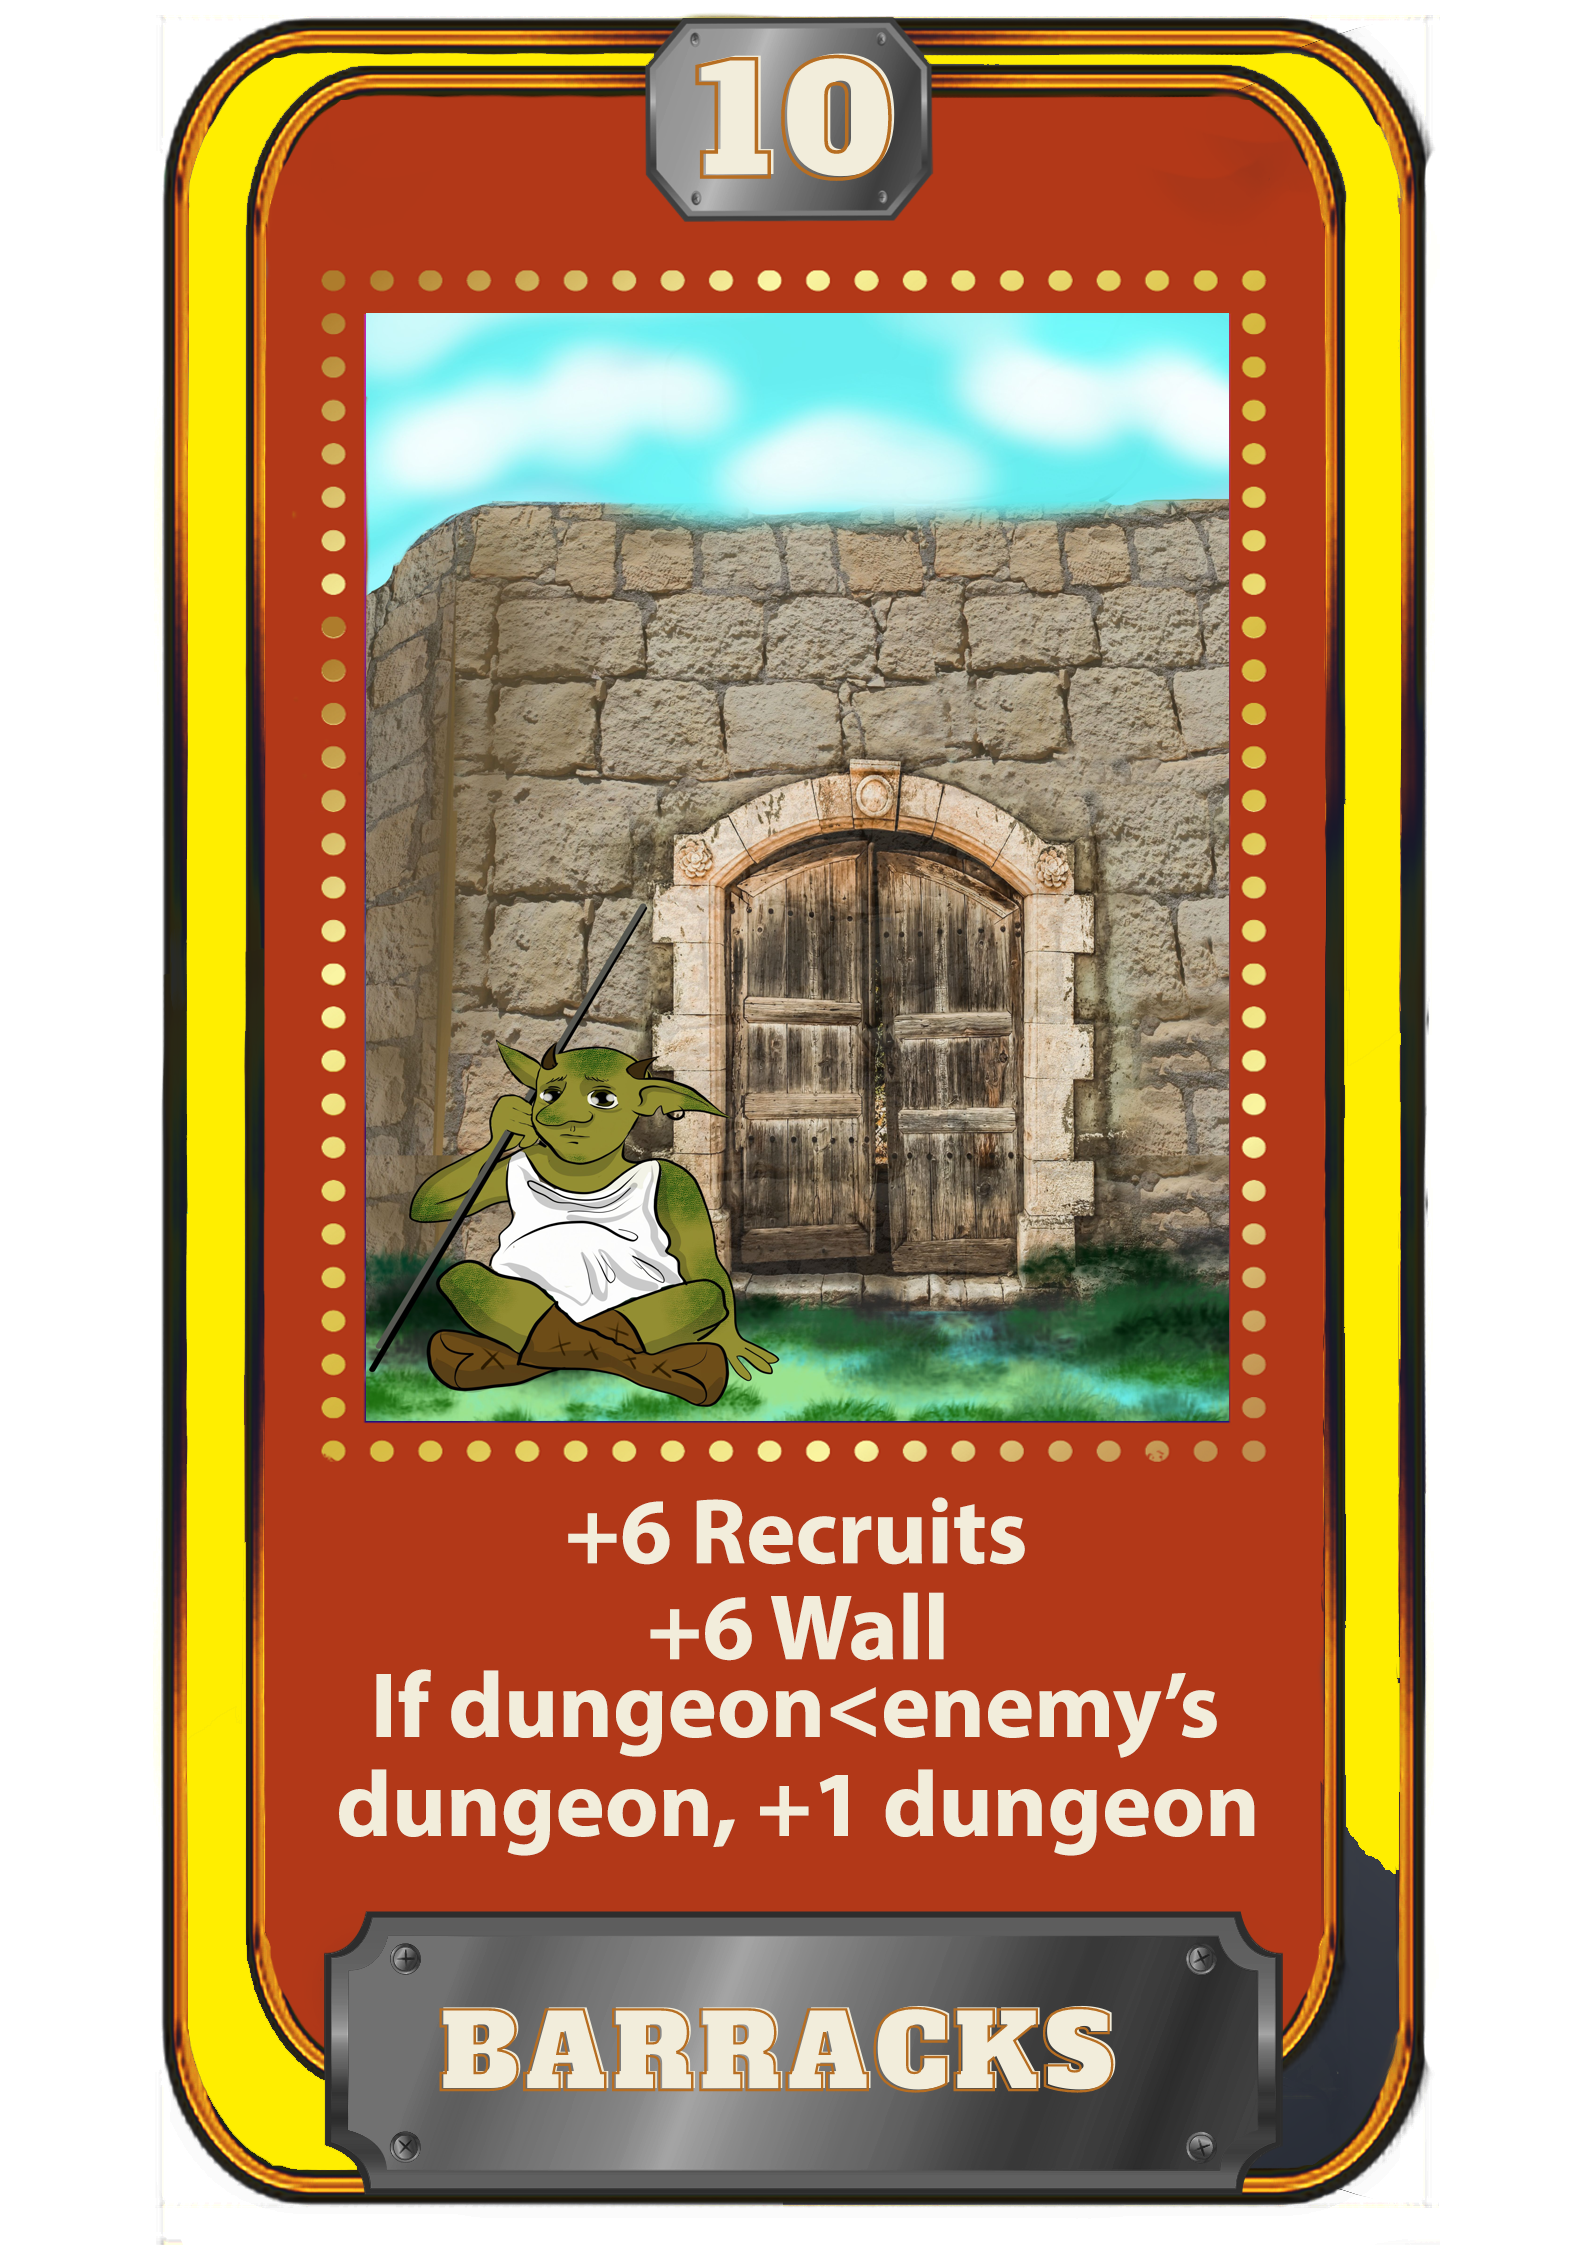 10
+6 Recruits
+6 Wall
If dungeon<enemy’s
dungeon, +1 dungeon
BARRACKS